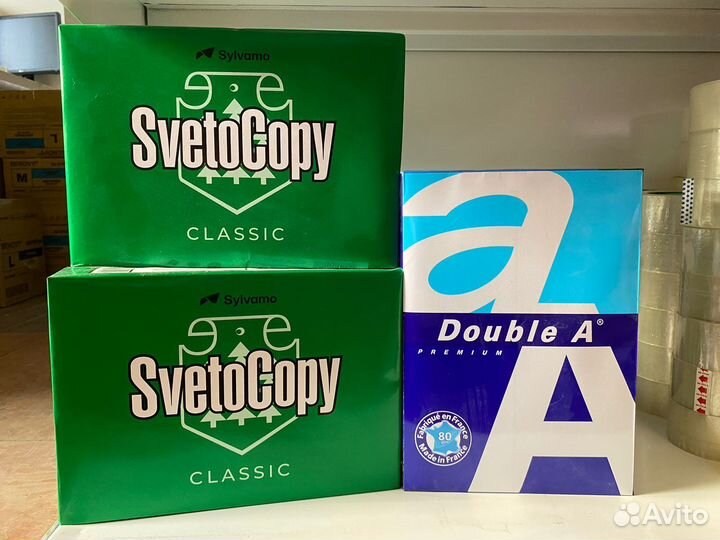 Sylvamo
SvetoCopy
CLASSIC
Sylvamo
SvetoCopy
CLASSIC
a
Double A®
PREMIUM
A
Fabriqué en France
80
Made in France
M
L
L
Avito